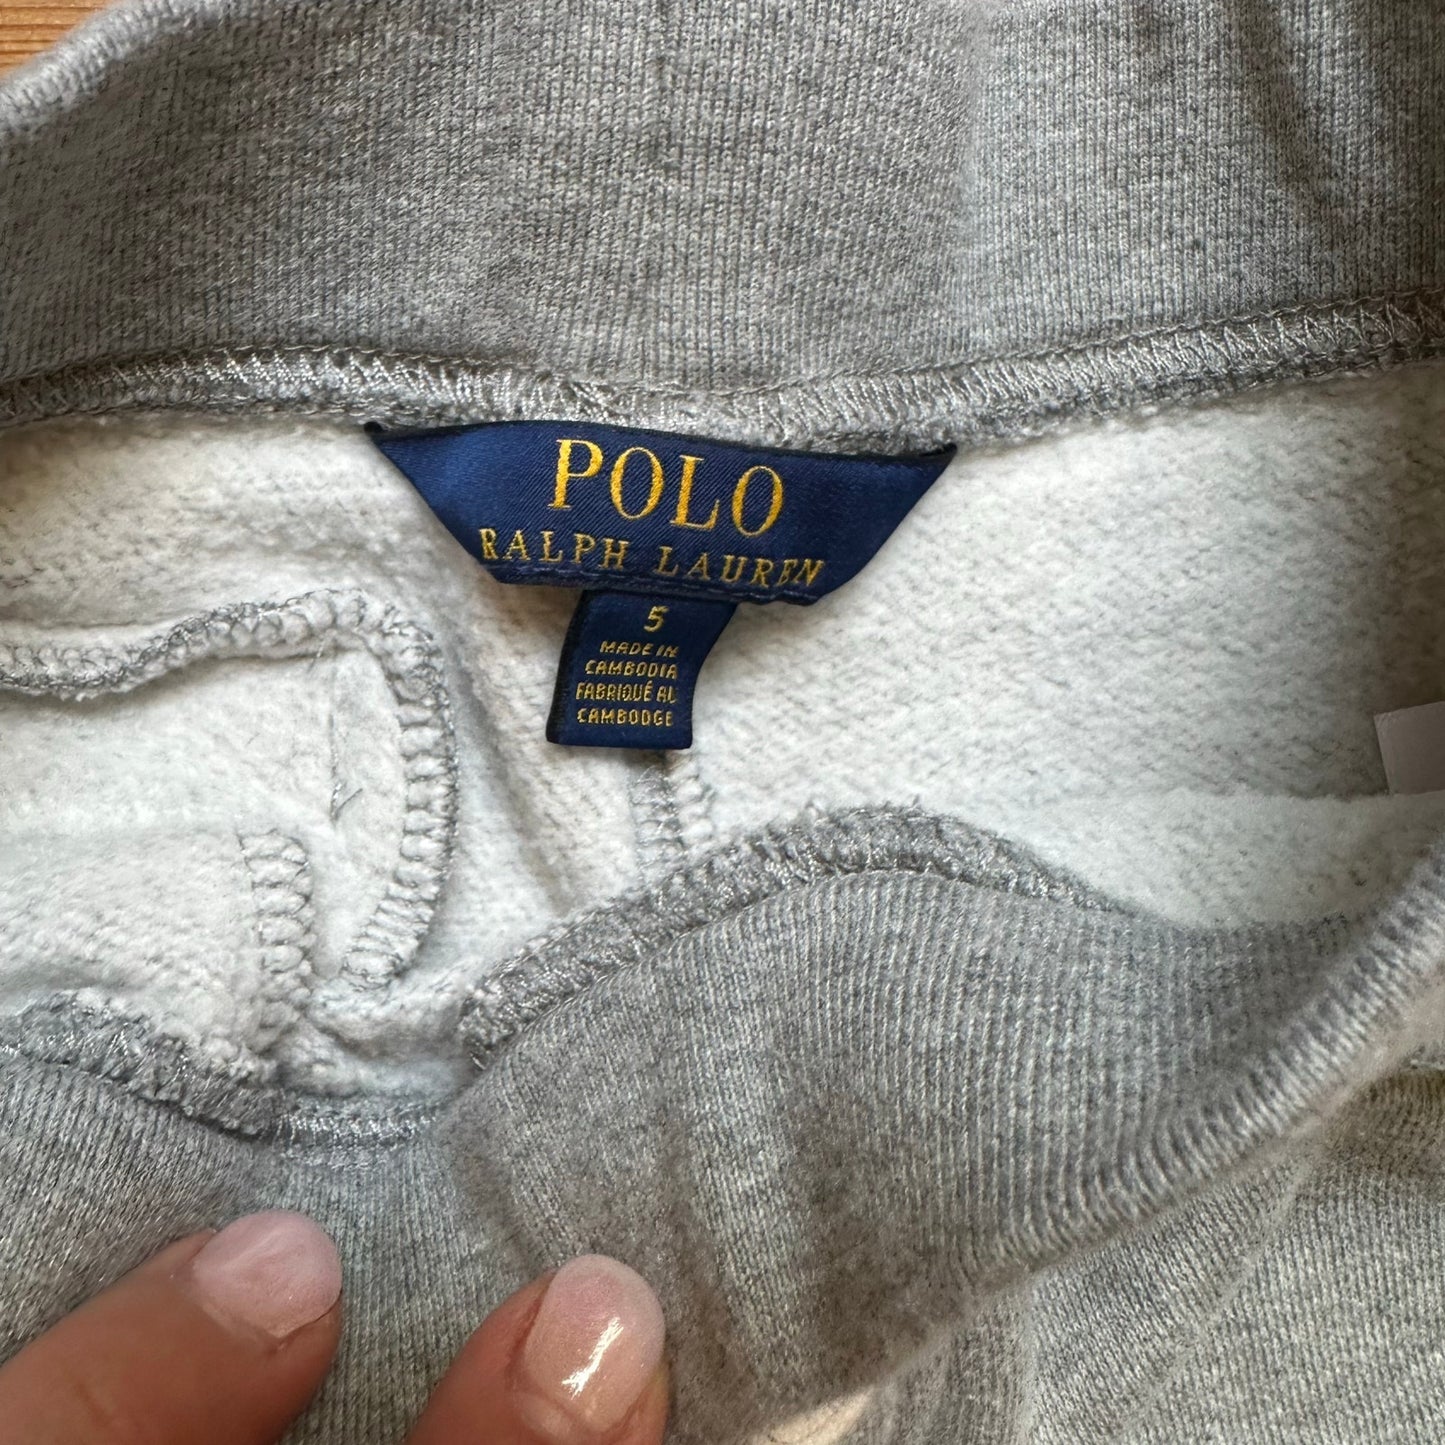 POLO
RALPH LAUREN
5
MADE IN
CAMBODIA
FABRIQUÉ AU
CAMBODGE